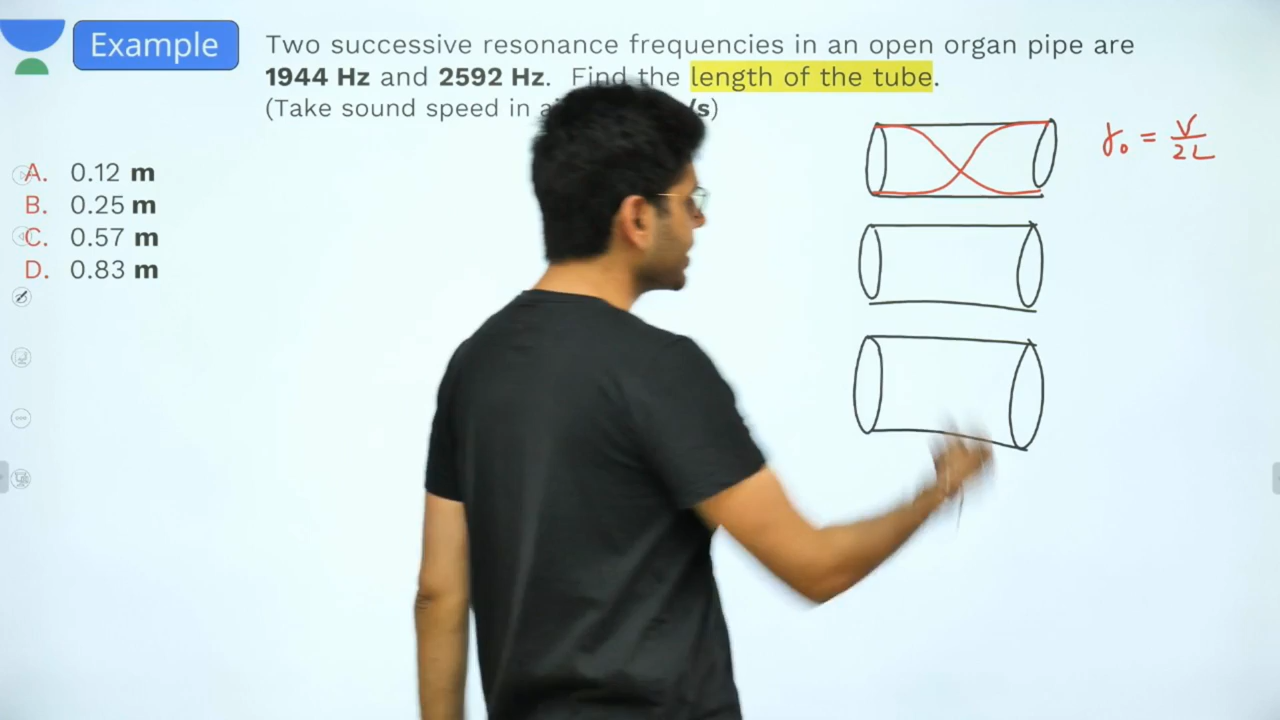 Example
Two successive resonance frequencies in an open organ pipe are
1944 Hz and 2592 Hz. Find the length of the tube.
(Take sound speed in /s)
A. 0.12 m
B. 0.25 m
C. 0.57 m
D. 0.83 m
γ₀ = V/2L